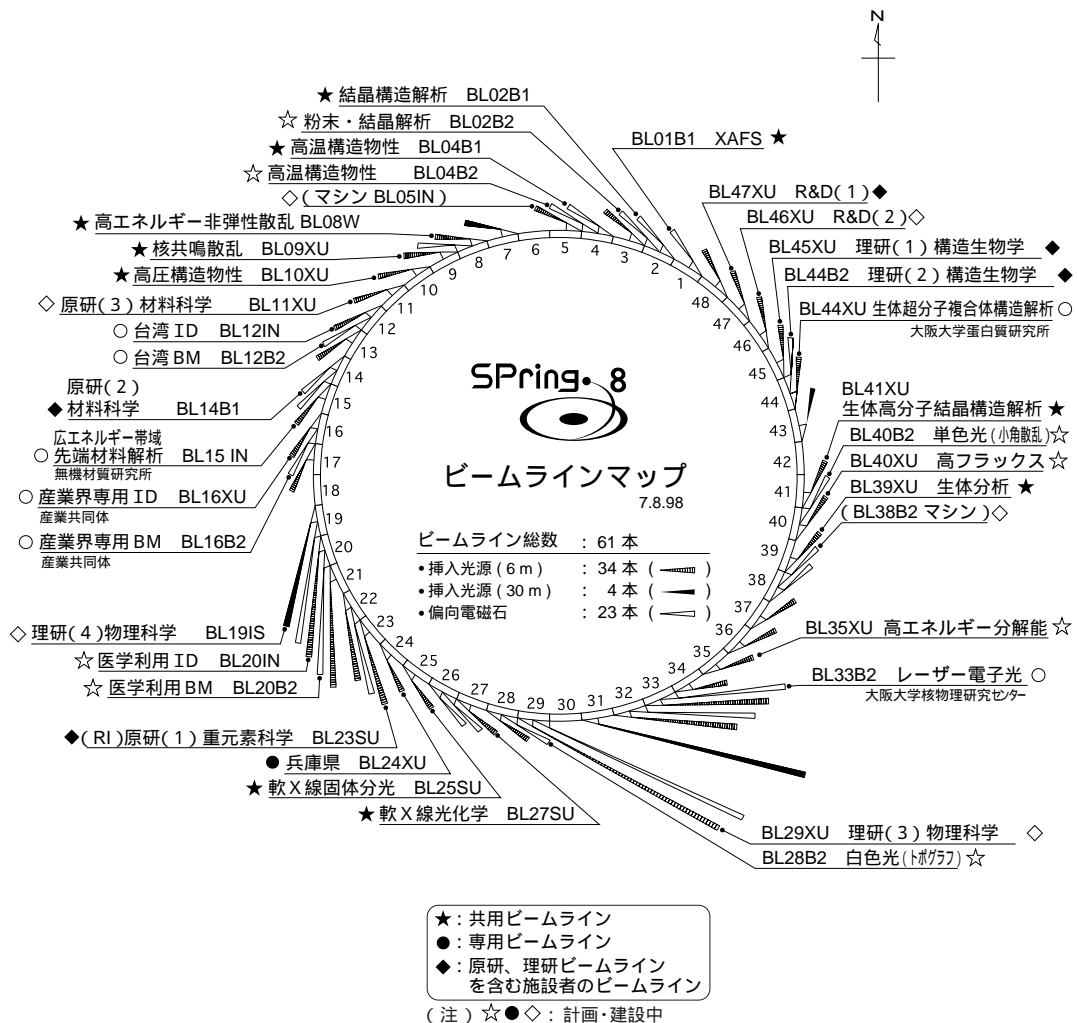 N
★ 結晶構造解析 BL02B1
☆ 粉末・結晶解析 BL02B2
★ 高温構造物性 BL04B1
☆ 高温構造物性 BL04B2
◇ (マシン BL05IN)
★ 高エネルギー非弾性散乱 BL08W
★ 核共鳴散乱 BL09XU
★ 高圧構造物性 BL10XU
◇ 原研(3)材料科学 BL11XU
○ 台湾 ID BL12IN
○ 台湾 BM BL12B2
原研(2)
◆ 材料科学 BL14B1
広エネルギー帯域
○ 先端材料解析 BL15 IN
無機材質研究所
○ 産業界専用 ID BL16XU
産業共同体
○ 産業界専用 BM BL16B2
産業共同体
◇ 理研(4)物理科学 BL19IS
☆ 医学利用 ID BL20IN
☆ 医学利用 BM BL20B2
◆(RI)原研(1)重元素科学 BL23SU
● 兵庫県 BL24XU
★ 軟X線固体分光 BL25SU
★ 軟X線光化学 BL27SU
BL01B1 XAFS ★
BL47XU R&D(1)◆
BL46XU R&D(2)◇
BL45XU 理研(1)構造生物学 ◆
BL44B2 理研(2)構造生物学 ◆
BL44XU 生体超分子複合体構造解析 ○
大阪大学蛋白質研究所
BL41XU
生体高分子結晶構造解析 ★
BL40B2 単色光(小角散乱)☆
BL40XU 高フラックス ☆
BL39XU 生体分析 ★
(BL38B2 マシン)◇
BL35XU 高エネルギー分解能 ☆
BL33B2 レーザー電子光 ○
大阪大学核物理研究センター
BL29XU 理研(3)物理科学 ◇
BL28B2 白色光(トポグラフ)☆
1
2
3
4
5
6
7
8
9
10
11
12
13
14
15
16
17
18
19
20
21
22
23
24
25
26
27
28
29
30
31
32
33
34
35
36
37
38
39
40
41
42
43
44
45
46
47
48
SPring・8
ビームラインマップ
7.8.98
ビームライン総数 : 61 本
• 挿入光源(6 m) : 34 本( )
• 挿入光源(30 m) : 4 本( )
• 偏向電磁石 : 23 本( )
★:共用ビームライン
●:専用ビームライン
◆:原研、理研ビームライン
を含む施設者のビームライン
(注)☆●◇:計画・建設中